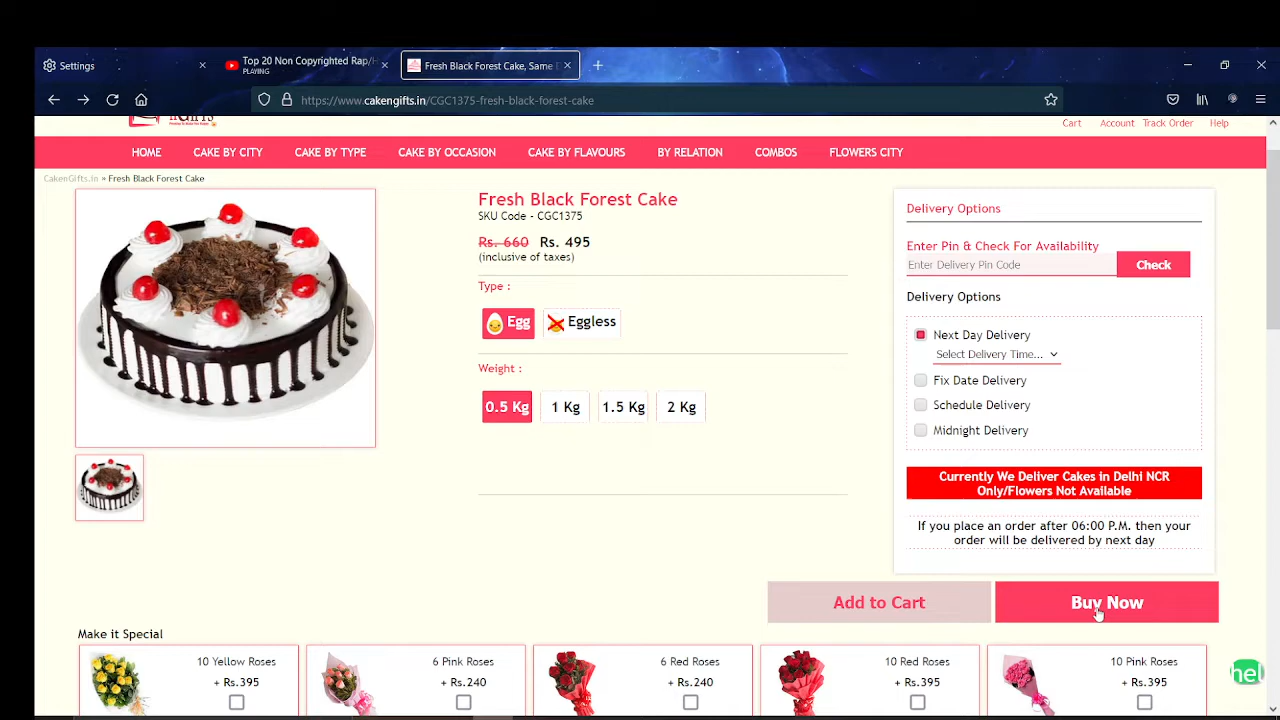 Settings
Top 20 Non Copyrighted Rap/H
PLAYING
Fresh Black Forest Cake, Same D
https://www.cakengifts.in/CGC1375-fresh-black-forest-cake
Cart Account Track Order Help
HOME CAKE BY CITY CAKE BY TYPE CAKE BY OCCASION CAKE BY FLAVOURS BY RELATION COMBOS FLOWERS CITY
CakenGifts.in » Fresh Black Forest Cake
Fresh Black Forest Cake
SKU Code - CGC1375
Rs. 660 Rs. 495
(inclusive of taxes)
Type :
Egg Eggless
Weight :
0.5 Kg 1 Kg 1.5 Kg 2 Kg
Delivery Options
Enter Pin & Check For Availability
Enter Delivery Pin Code Check
Delivery Options
Next Day Delivery
Select Delivery Time...
Fix Date Delivery
Schedule Delivery
Midnight Delivery
Currently We Deliver Cakes in Delhi NCR
Only/Flowers Not Available
If you place an order after 06:00 P.M. then your
order will be delivered by next day
Add to Cart Buy Now
Make it Special
10 Yellow Roses
+ Rs.395
6 Pink Roses
+ Rs.240
6 Red Roses
+ Rs.240
10 Red Roses
+ Rs.395
10 Pink Roses
+ Rs.395
hel